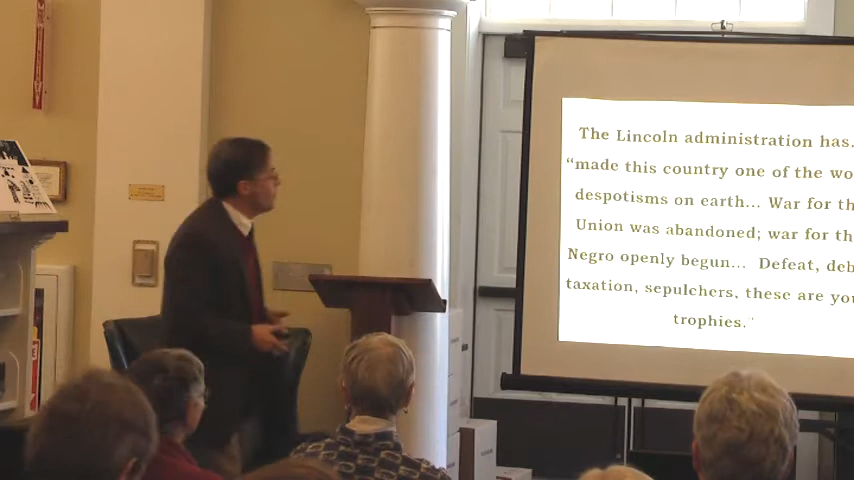 The Lincoln administration has.
“made this country one of the wo
despotisms on earth... War for th
Union was abandoned; war for th
Negro openly begun... Defeat, deb
taxation, sepulchers, these are you
trophies.”